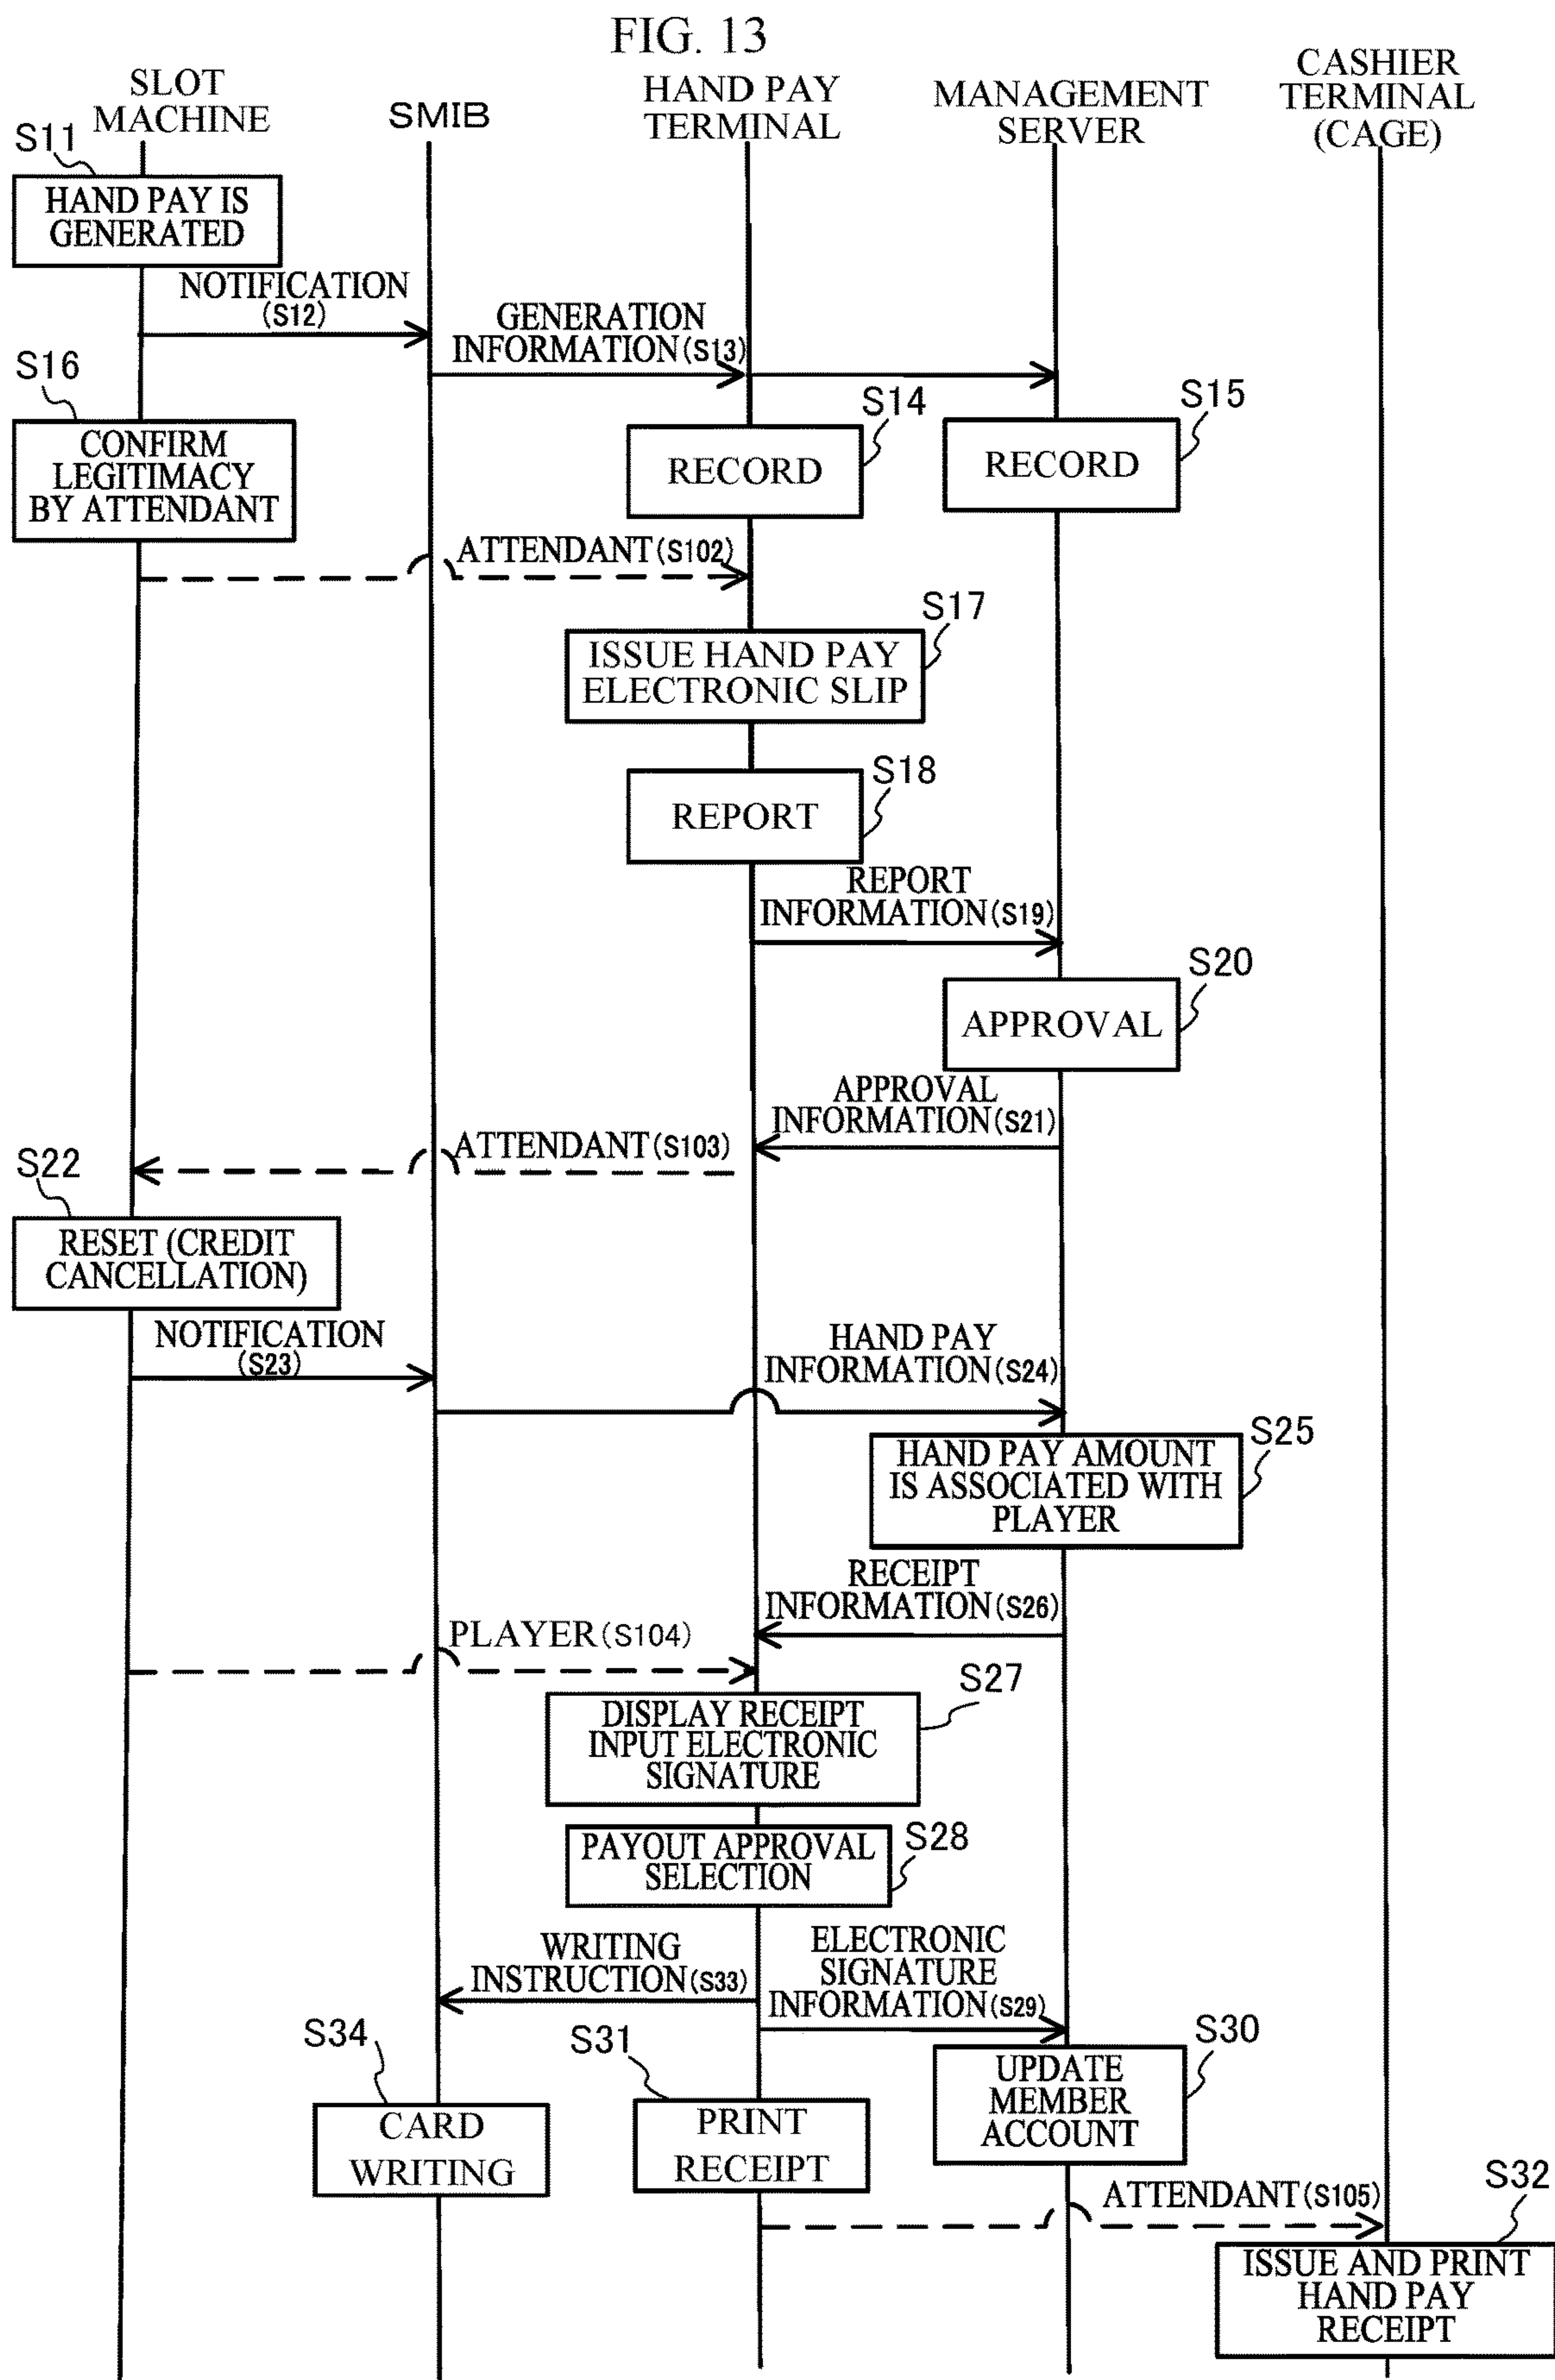 FIG. 13
SLOT
MACHINE
SMIB
HAND PAY
TERMINAL
MANAGEMENT
SERVER
CASHIER
TERMINAL
(CAGE)
S11
HAND PAY IS
GENERATED
NOTIFICATION
(S12)
GENERATION
INFORMATION(S13)
S16
CONFIRM
LEGITIMACY
BY ATTENDANT
S14
RECORD
S15
RECORD
ATTENDANT(S102)
S17
ISSUE HAND PAY
ELECTRONIC SLIP
S18
REPORT
REPORT
INFORMATION(S19)
S20
APPROVAL
APPROVAL
INFORMATION(S21)
ATTENDANT(S103)
S22
RESET (CREDIT
CANCELLATION)
NOTIFICATION
(S23)
HAND PAY
INFORMATION(S24)
S25
HAND PAY AMOUNT
IS ASSOCIATED WITH
PLAYER
RECEIPT
INFORMATION(S26)
PLAYER(S104)
S27
DISPLAY RECEIPT
INPUT ELECTRONIC
SIGNATURE
S28
PAYOUT APPROVAL
SELECTION
WRITING
INSTRUCTION(S33)
ELECTRONIC
SIGNATURE
INFORMATION(S29)
S34
CARD
WRITING
S31
PRINT
RECEIPT
S30
UPDATE
MEMBER
ACCOUNT
ATTENDANT(S105)
S32
ISSUE AND PRINT
HAND PAY
RECEIPT